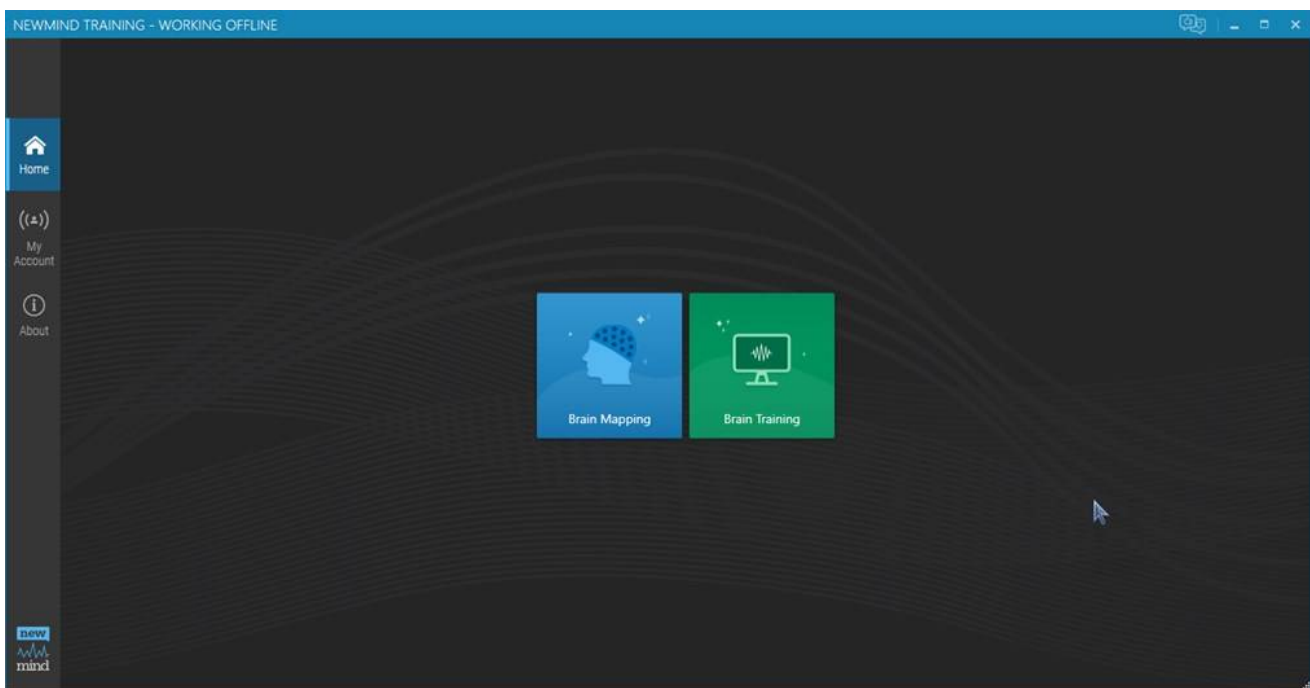 NEWMIND TRAINING - WORKING OFFLINE
Home
My
Account
About
Brain Mapping
Brain Training
new
mind